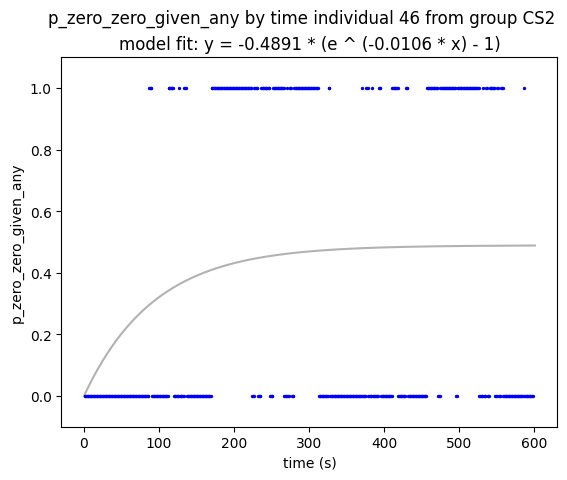 p_zero_zero_given_any by time individual 46 from group CS2
model fit: y = -0.4891 * (e ^ (-0.0106 * x) - 1)
1.0
0.8
0.6
0.4
0.2
0.0
p_zero_zero_given_any
0 100 200 300 400 500 600
time (s)